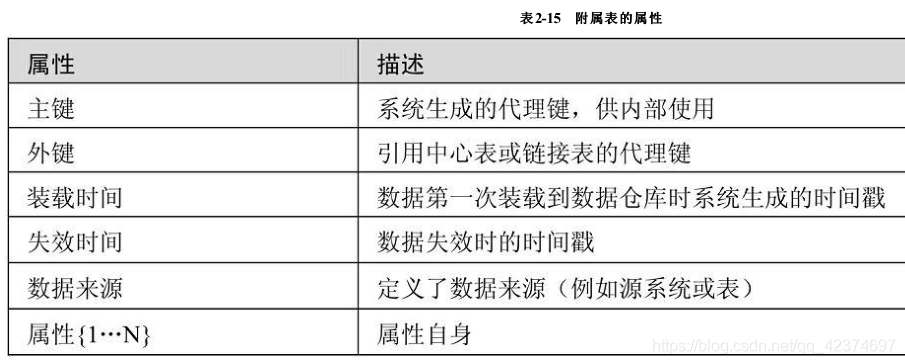 表2-15 附属表的属性
属性 描述
主键 系统生成的代理键，供内部使用
外键 引用中心表或链接表的代理键
装载时间 数据第一次装载到数据仓库时系统生成的时间戳
失效时间 数据失效时的时间戳
数据来源 定义了数据来源（例如源系统或表）
属性{1…N} 属性自身
https://blog.csdn.net/qq_42374697